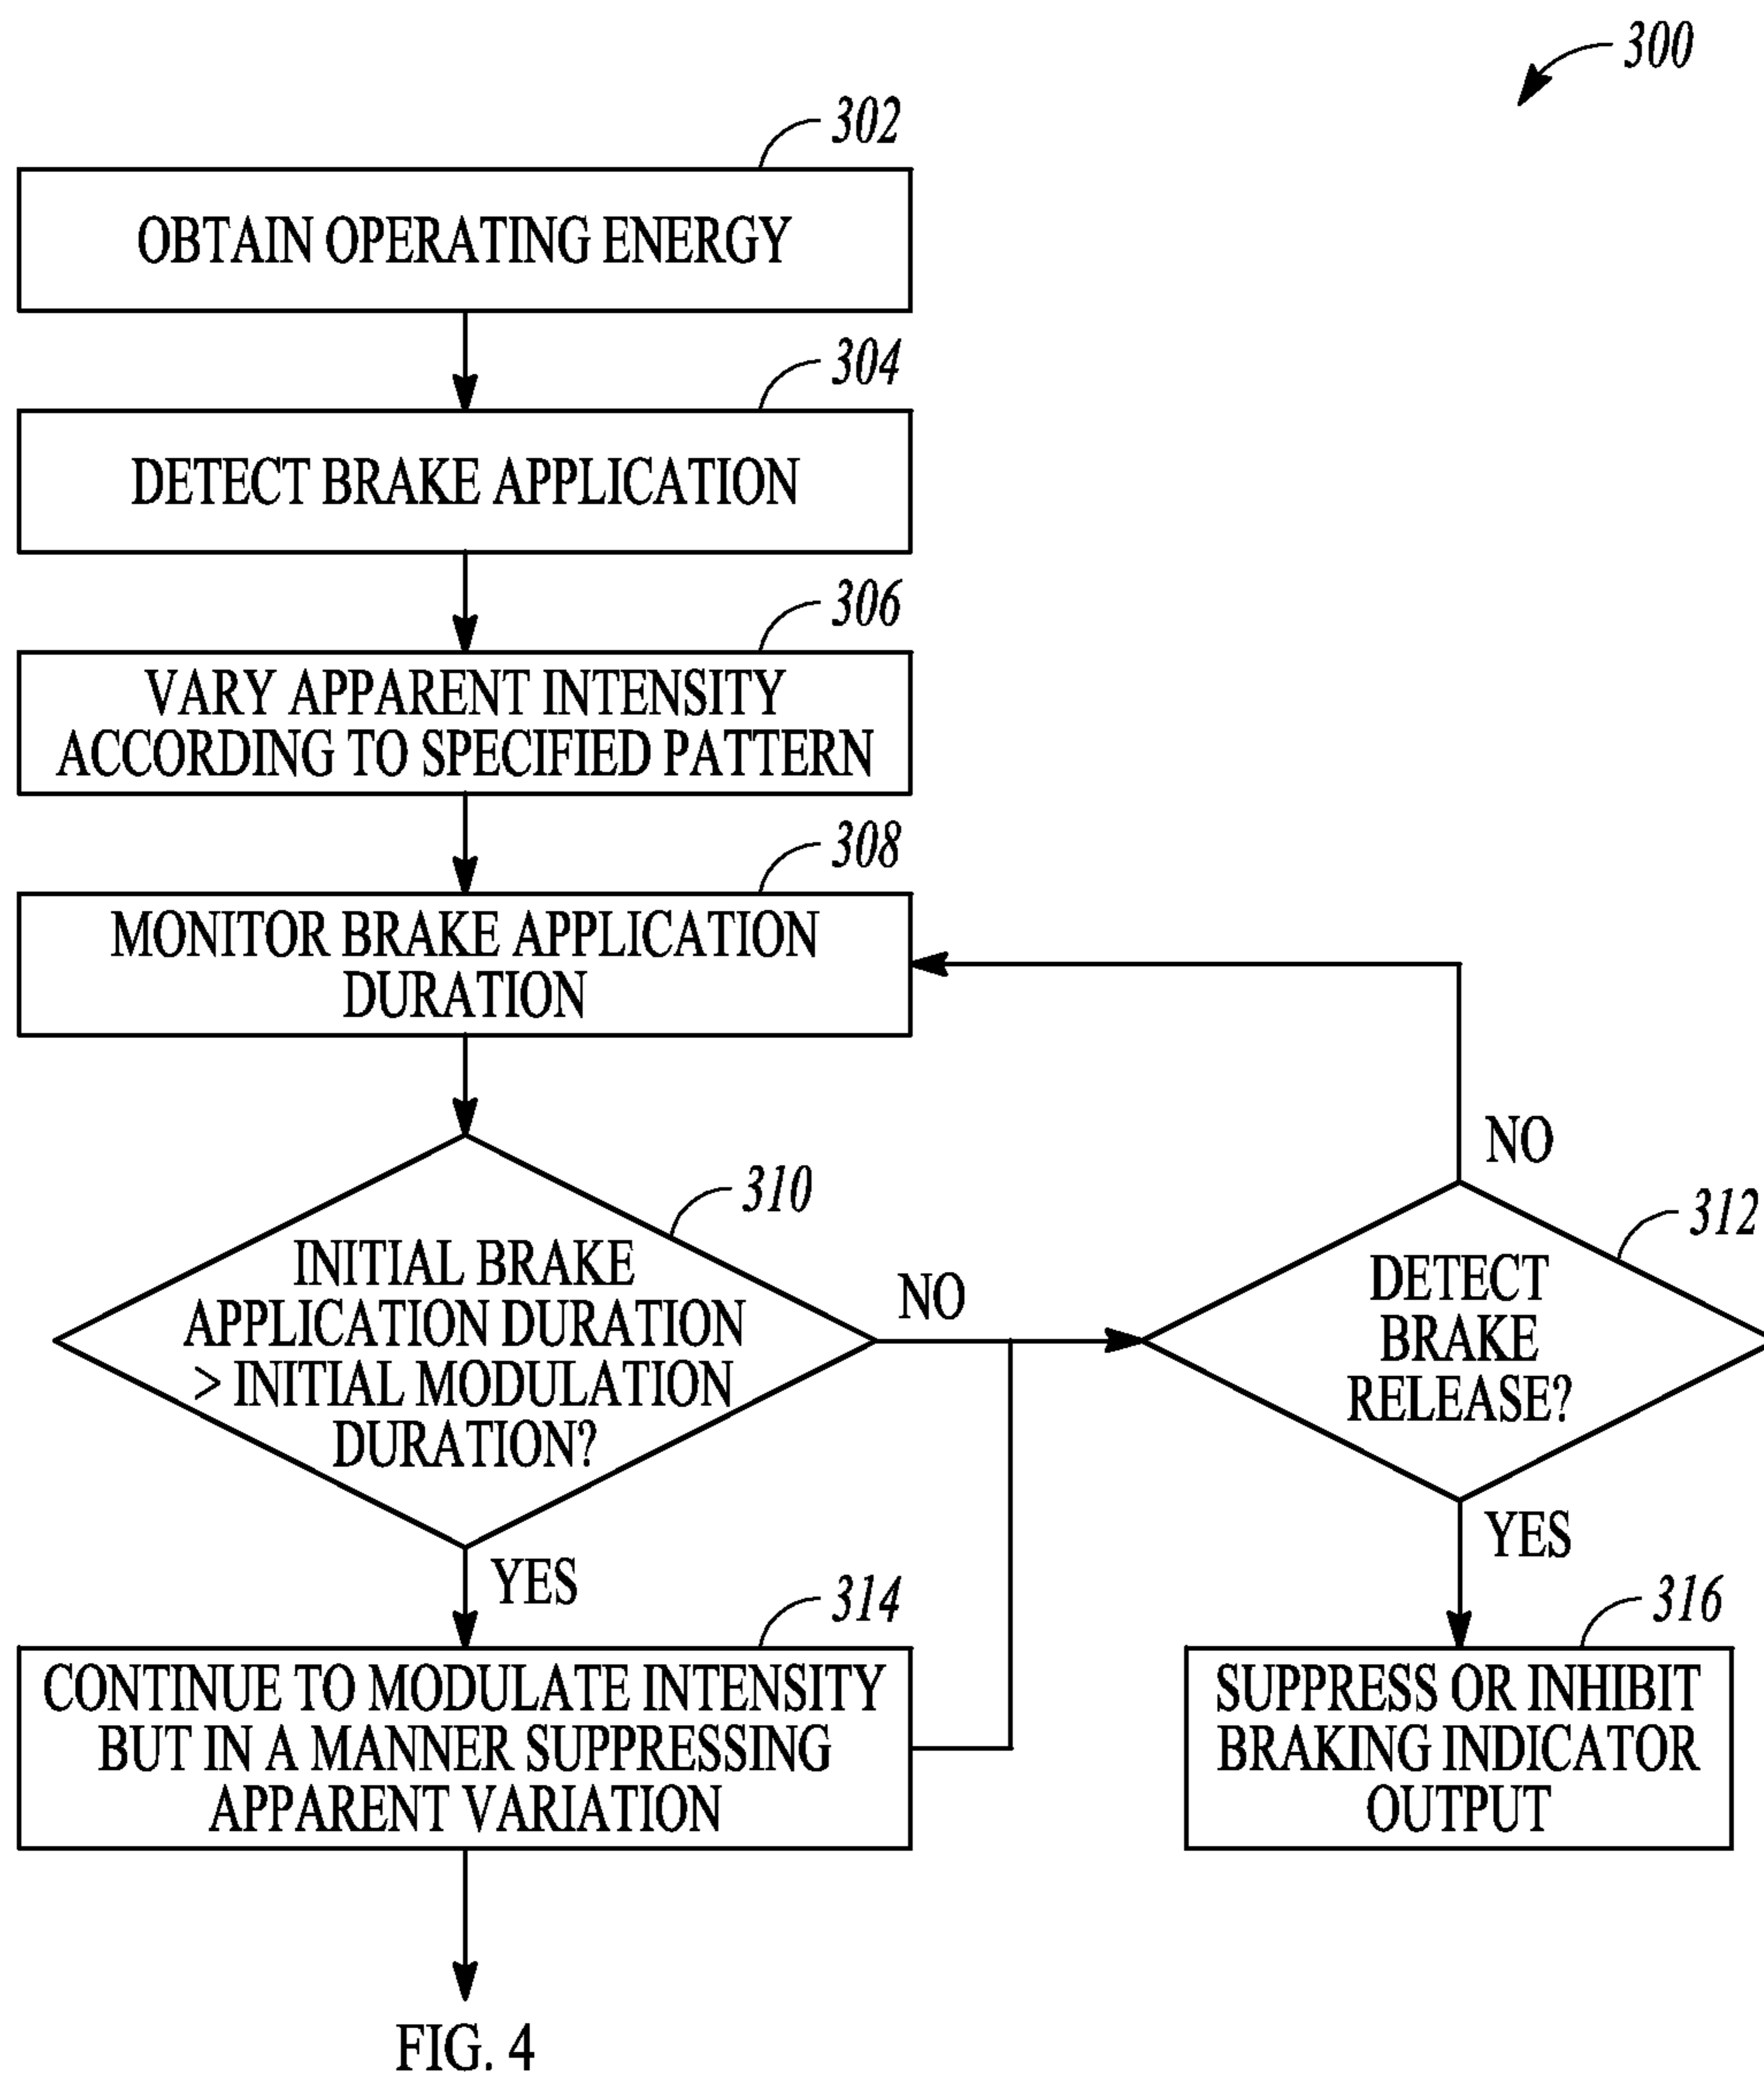 300
302
OBTAIN OPERATING ENERGY
304
DETECT BRAKE APPLICATION
306
VARY APPARENT INTENSITY
ACCORDING TO SPECIFIED PATTERN
308
MONITOR BRAKE APPLICATION
DURATION
310
INITIAL BRAKE
APPLICATION DURATION
> INITIAL MODULATION
DURATION?
NO
YES
NO
312
DETECT
BRAKE
RELEASE?
YES
314
CONTINUE TO MODULATE INTENSITY
BUT IN A MANNER SUPPRESSING
APPARENT VARIATION
316
SUPPRESS OR INHIBIT
BRAKING INDICATOR
OUTPUT
FIG. 4